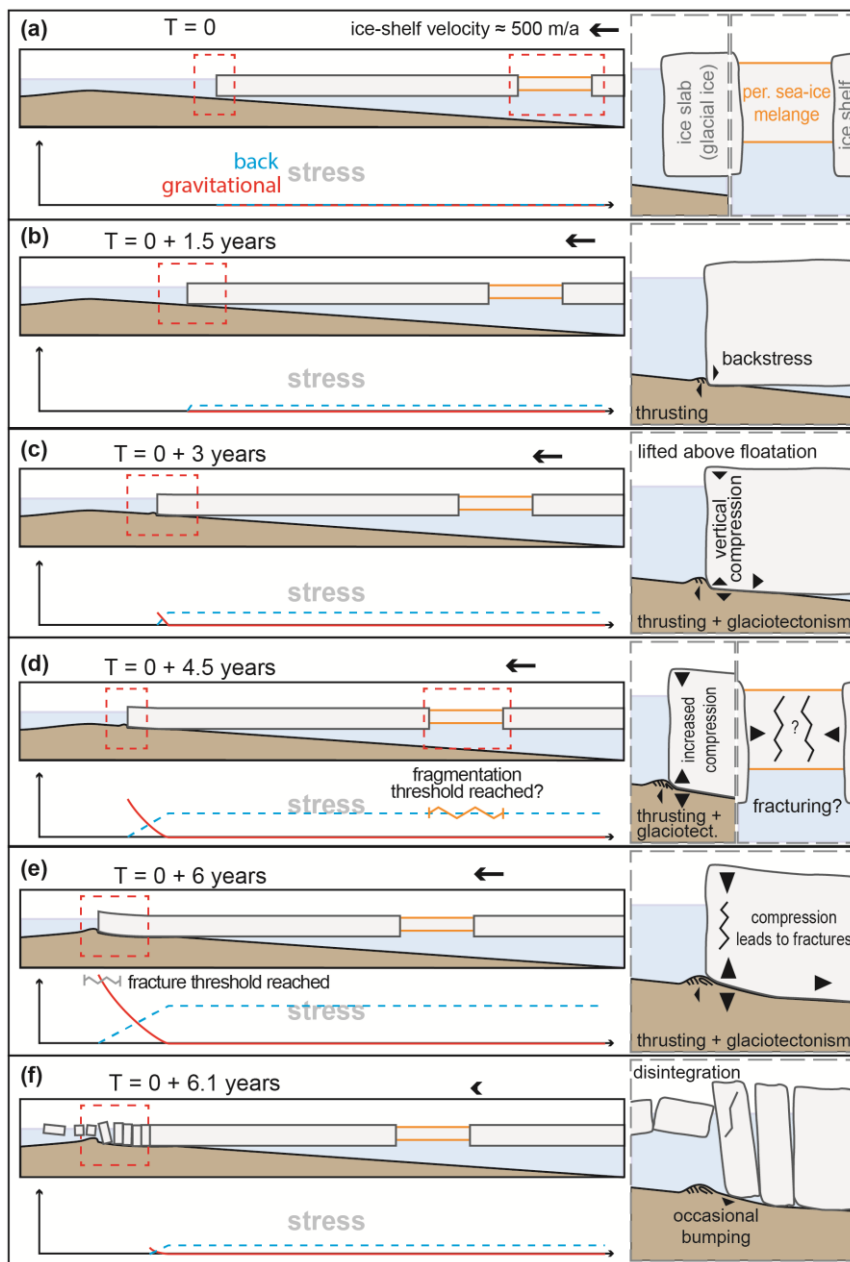 (a)
T = 0
ice-shelf velocity ≈ 500 m/a
back
gravitational
stress
ice slab
(glacial ice)
per. sea-ice
melange
ice shelf
(b)
T = 0 + 1.5 years
stress
backstress
thrusting
(c)
T = 0 + 3 years
stress
lifted above floatation
vertical
compression
thrusting + glaciotectonism
(d)
T = 0 + 4.5 years
fragmentation
threshold reached?
stress
increased
compression
?
thrusting +
glaciotect.
fracturing?
(e)
T = 0 + 6 years
fracture threshold reached
stress
compression
leads to fractures
thrusting + glaciotectonism
(f)
T = 0 + 6.1 years
stress
disintegration
occasional
bumping